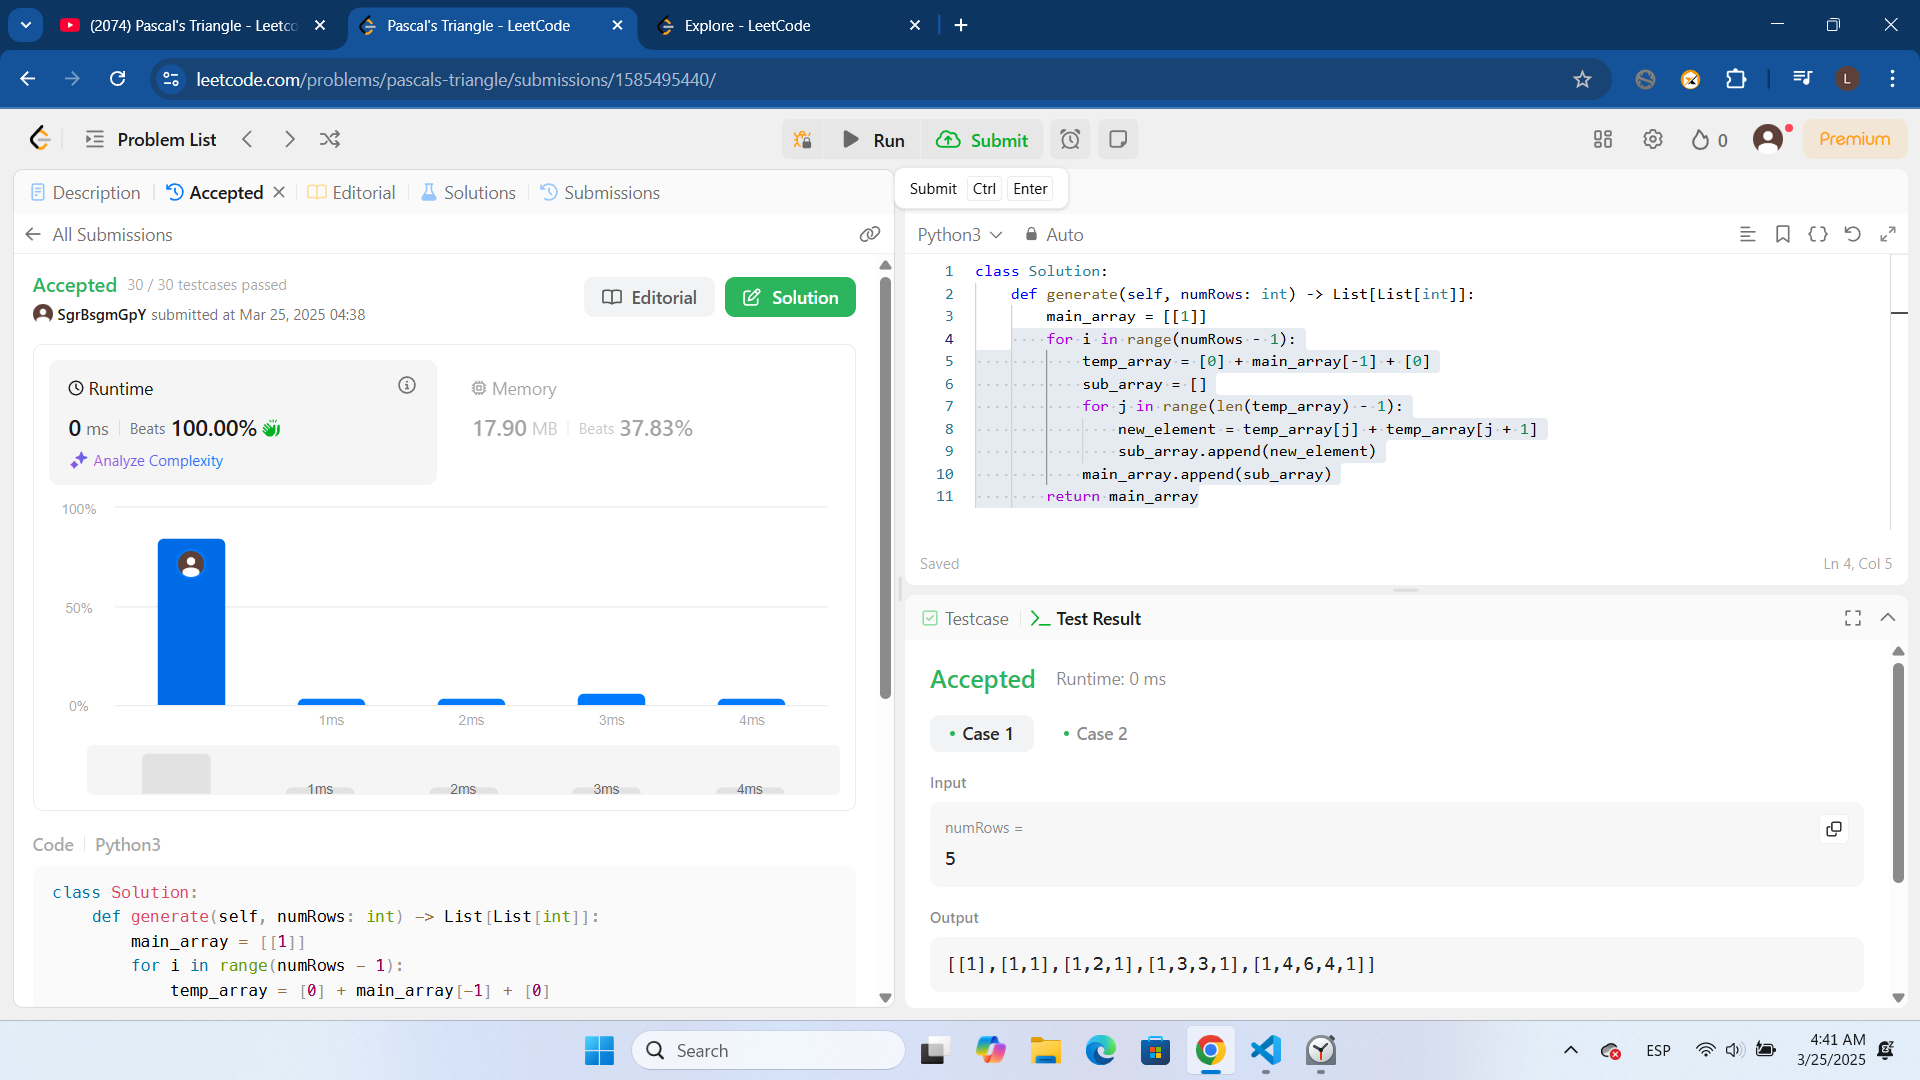 (2074) Pascal's Triangle - Leetco
Pascal's Triangle - LeetCode
Explore - LeetCode
leetcode.com/problems/pascals-triangle/submissions/1585495440/
L
Problem List
Run
Submit
0
Premium
Description
Accepted
Editorial
Solutions
Submissions
Submit Ctrl Enter
All Submissions
Accepted 30 / 30 testcases passed
SgrBsgmGpY submitted at Mar 25, 2025 04:38
Editorial
Solution
Runtime
0 ms Beats 100.00%
Analyze Complexity
Memory
17.90 MB Beats 37.83%
100%
50%
0%
1ms 2ms 3ms 4ms
1ms 2ms 3ms 4ms
Code Python3
class Solution:
def generate(self, numRows: int) -> List[List[int]]:
main_array = [[1]]
for i in range(numRows - 1):
temp_array = [0] + main_array[-1] + [0]
Python3 Auto
1 class Solution:
2 def generate(self, numRows: int) -> List[List[int]]:
3 main_array = [[1]]
4 for i in range(numRows - 1):
5 temp_array = [0] + main_array[-1] + [0]
6 sub_array = []
7 for j in range(len(temp_array) - 1):
8 new_element = temp_array[j] + temp_array[j + 1]
9 sub_array.append(new_element)
10 main_array.append(sub_array)
11 return main_array
Saved
Ln 4, Col 5
Testcase
Test Result
Accepted Runtime: 0 ms
Case 1
Case 2
Input
numRows =
5
Output
[[1],[1,1],[1,2,1],[1,3,3,1],[1,4,6,4,1]]
Search
ESP
4:41 AM
3/25/2025